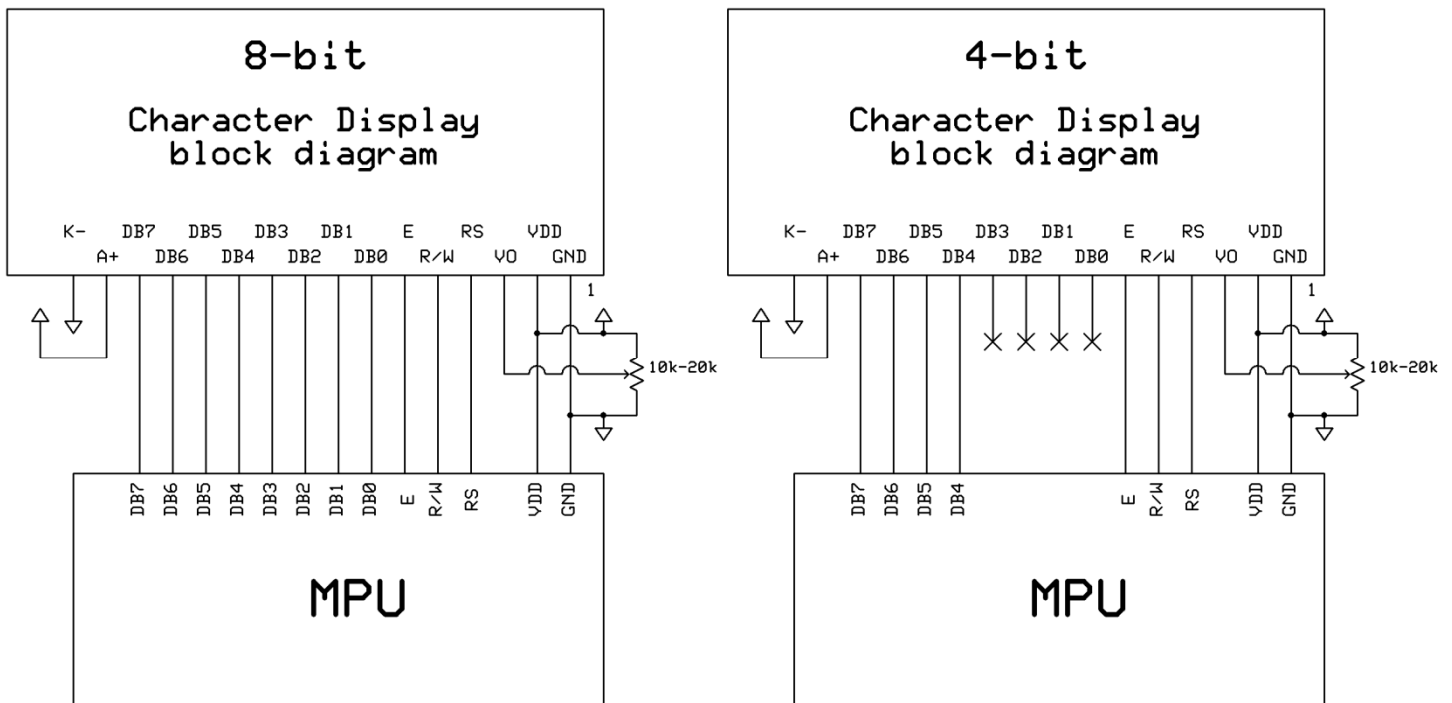 8-bit
Character Display
block diagram
K- DB7 DB5 DB3 DB1 E RS VDD
A+ DB6 DB4 DB2 DB0 R/W VO GND
1
10k-20k
DB7 DB6 DB5 DB4 DB3 DB2 DB1 DB0 E R/W RS VDD GND
MPU
4-bit
Character Display
block diagram
K- DB7 DB5 DB3 DB1 E RS VDD
A+ DB6 DB4 DB2 DB0 R/W VO GND
1
10k-20k
DB7 DB6 DB5 DB4 E R/W RS VDD GND
MPU